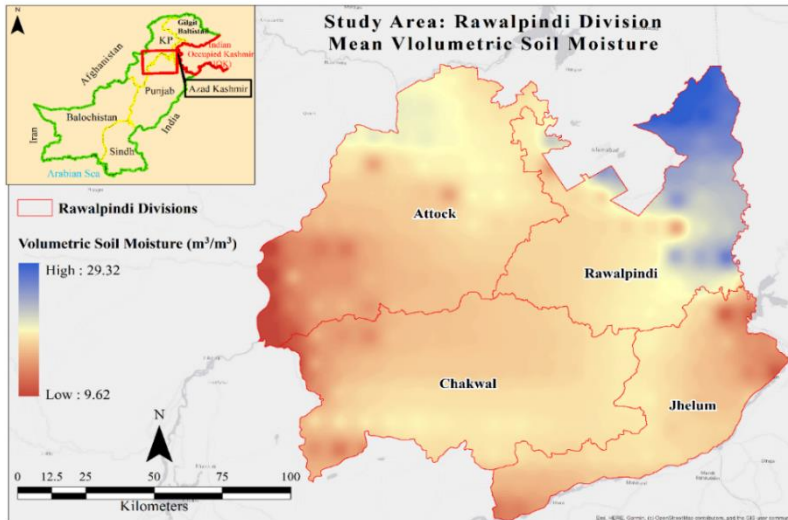 Study Area: Rawalpindi Division
Mean Vlolumetric Soil Moisture
N
Gilgit
Baltistan
KP
Indian
Occupied Kashmir
Afghanistan
Punjab
Azad Kashmir
Balochistan
India
Iran
Sindh
Arabian Sea
Rawalpindi Divisions
Volumetric Soil Moisture (m³/m³)
High : 29.32
Low : 9.62
Attock
Rawalpindi
Chakwal
Jhelum
N
0 12.5 25 50 75 100
Kilometers